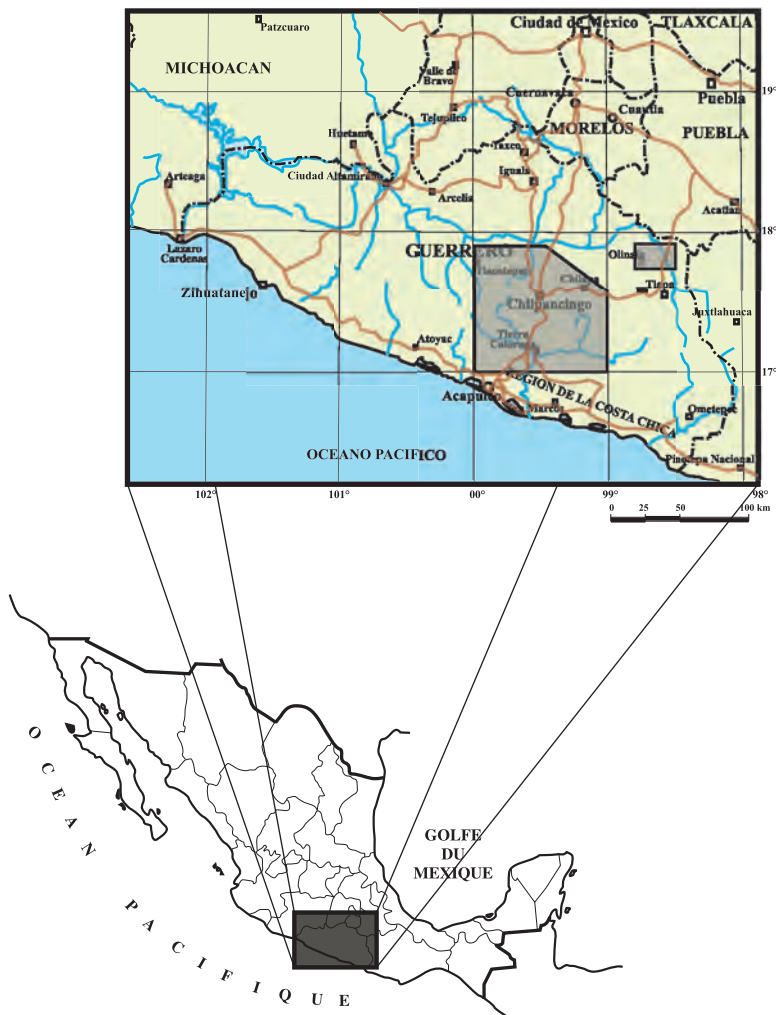 Patzcuaro
Ciudad de Mexico
TLAXCALA
MICHOACAN
Valle de
Bravo
19°
Puebla
Cuernavaca
Cuautla
Tejupilco
MORELOS
PUEBLA
Huetamo
Taxco
Ciudad Altamirano
Iguala
Arteaga
Arcelia
Acatlan
18°
GUERRERO
Lazaro
Cardenas
Zihuatanejo
Chilpancingo
Juxtlahuaca
Atoyac
Tierra
Colorada
17°
REGION DE LA COSTA CHICA
Acapulco
Marcos
Ometepec
Pinotepa Nacional
OCEANO PACIFICO
102°
101°
00°
99°
98°
0 25 50 100 km
OCEAN PACIFIQUE
GOLFE
DU
MEXIQUE